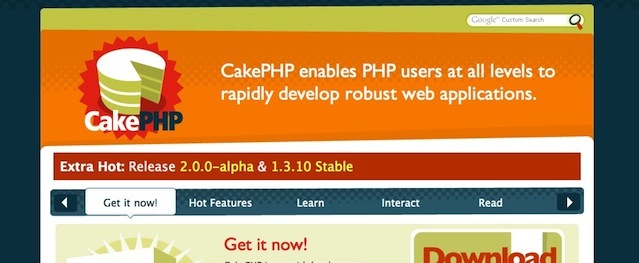 Google™ Custom Search
CakePHP enables PHP users at all levels to
rapidly develop robust web applications.
CakePHP
Extra Hot: Release 2.0.0-alpha & 1.3.10 Stable
Get it now!
Hot Features
Learn
Interact
Read
Get it now!
Download